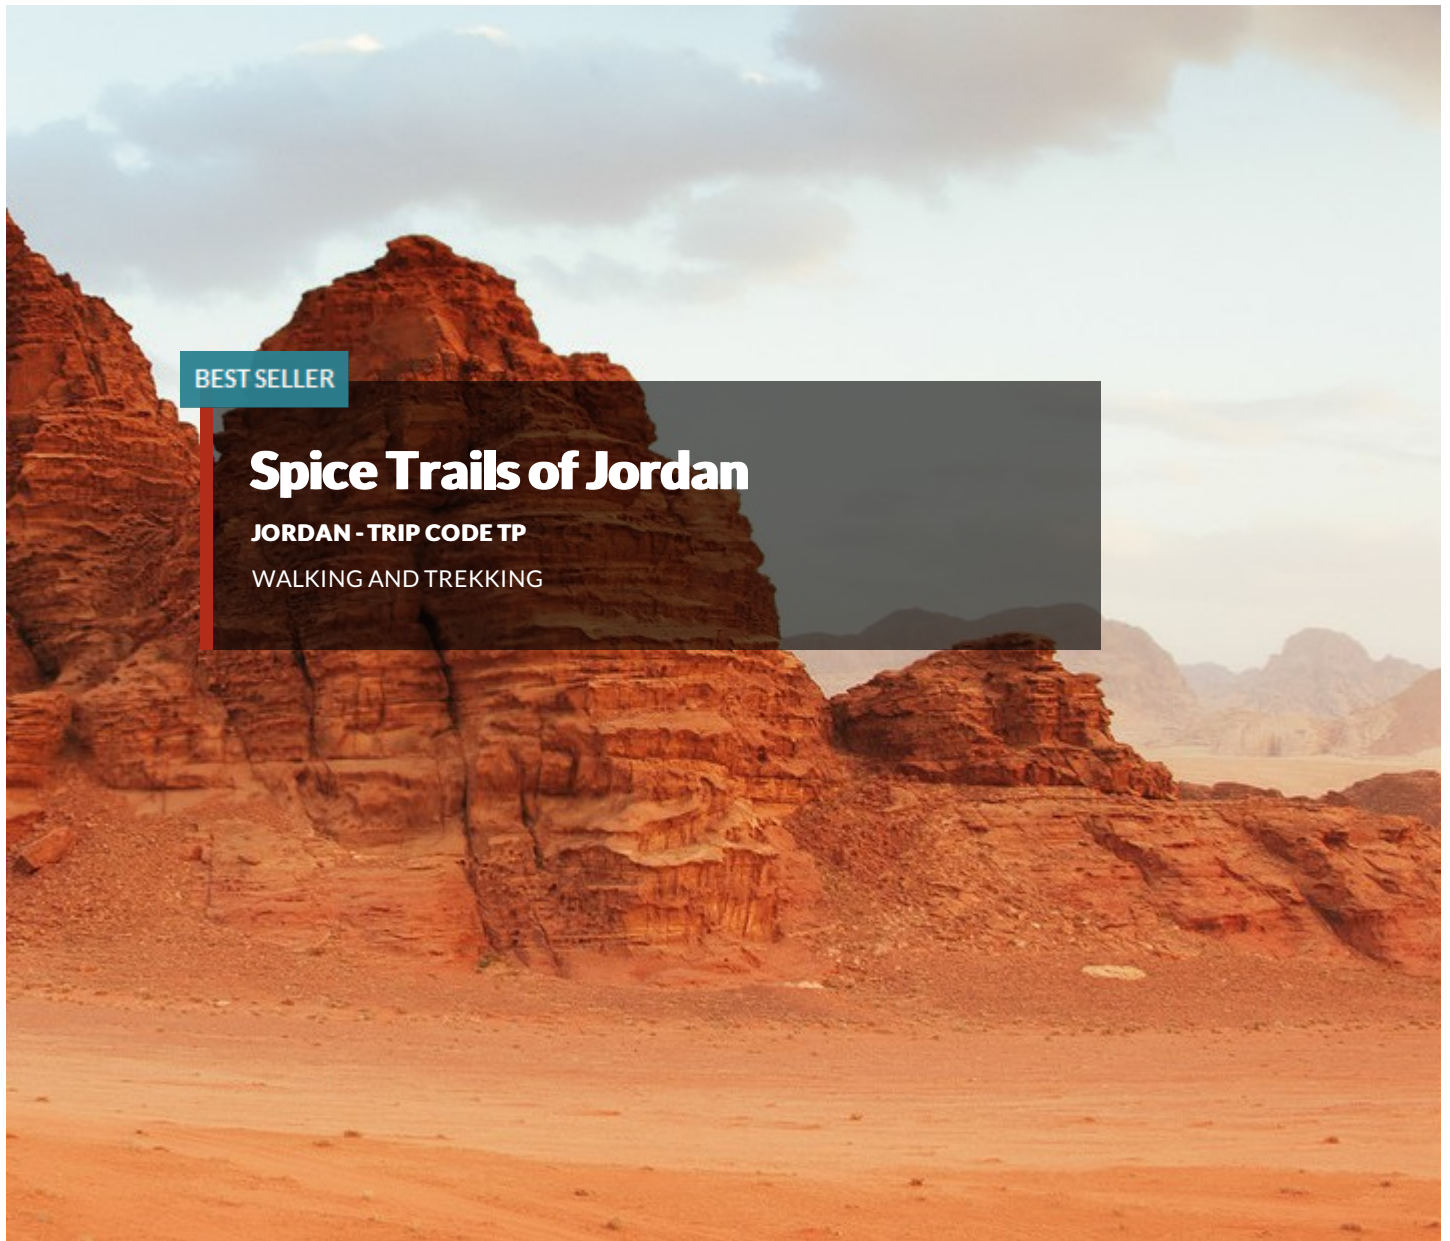 BEST SELLER
Spice Trails of Jordan
JORDAN - TRIP CODE TP
WALKING AND TREKKING